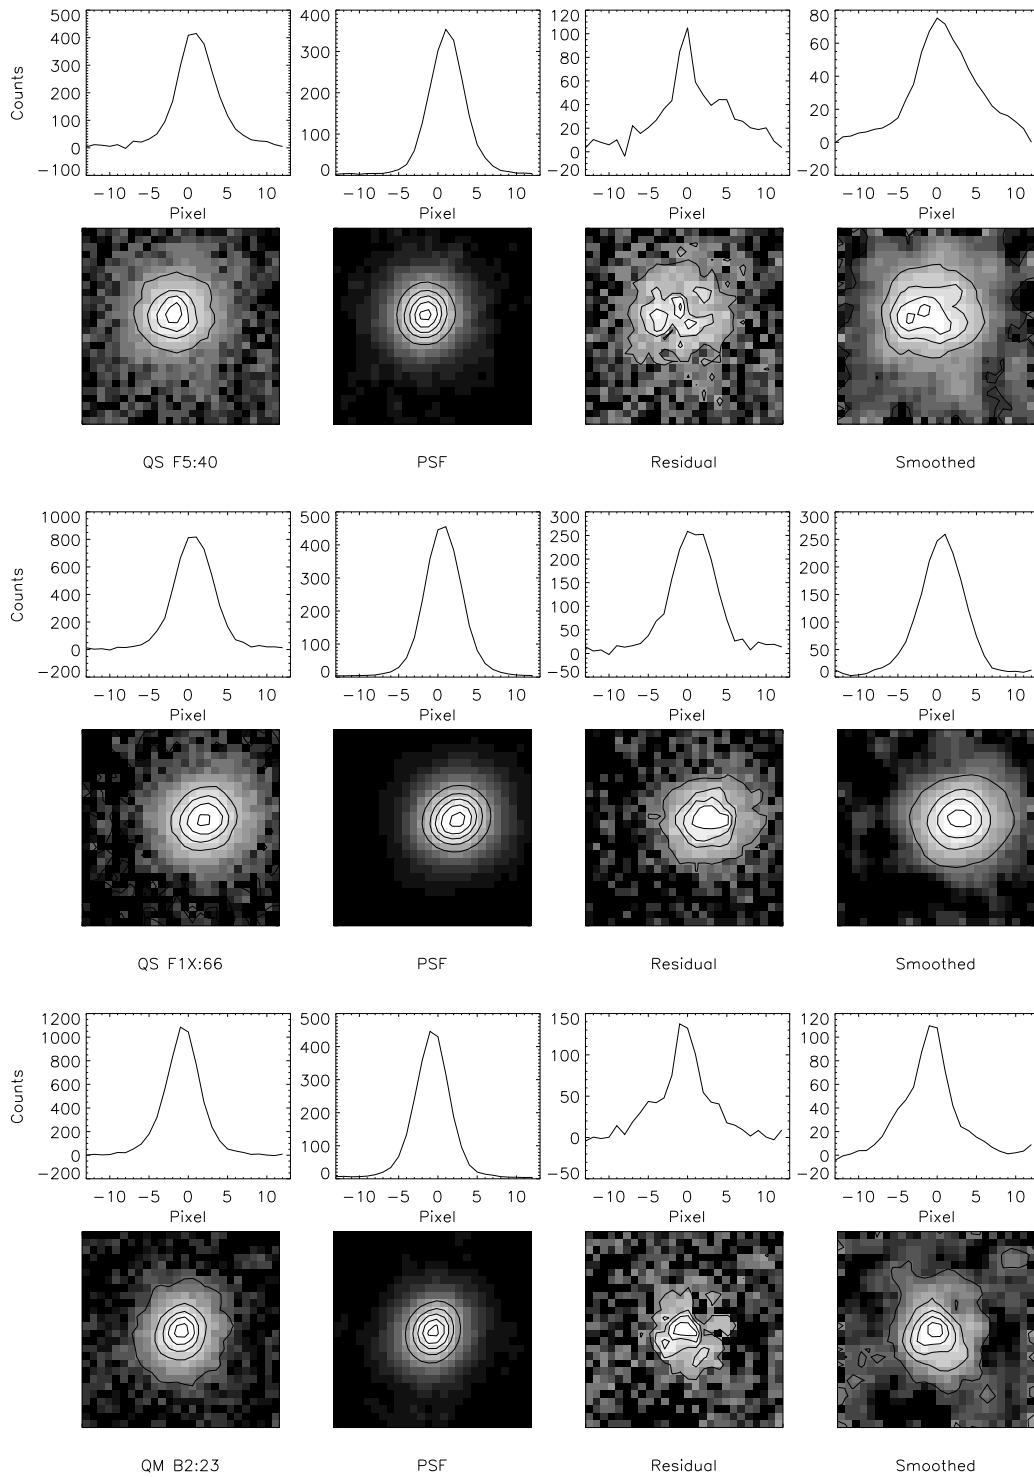 500
400
300
200
100
0
−100
Counts
−10 −5 0 5 10
Pixel
400
300
200
100
0
−10 −5 0 5 10
Pixel
120
100
80
60
40
20
0
−20
−10 −5 0 5 10
Pixel
80
60
40
20
0
−20
−10 −5 0 5 10
Pixel
QS F5:40 PSF Residual Smoothed
1000
800
600
400
200
0
−200
Counts
−10 −5 0 5 10
Pixel
500
400
300
200
100
0
−10 −5 0 5 10
Pixel
300
250
200
150
100
50
0
−50
−10 −5 0 5 10
Pixel
300
250
200
150
100
50
0
−10 −5 0 5 10
Pixel
QS F1X:66 PSF Residual Smoothed
1200
1000
800
600
400
200
0
−200
Counts
−10 −5 0 5 10
Pixel
500
400
300
200
100
0
−10 −5 0 5 10
Pixel
150
100
50
0
−50
−10 −5 0 5 10
Pixel
120
100
80
60
40
20
0
−20
−10 −5 0 5 10
Pixel
QM B2:23 PSF Residual Smoothed